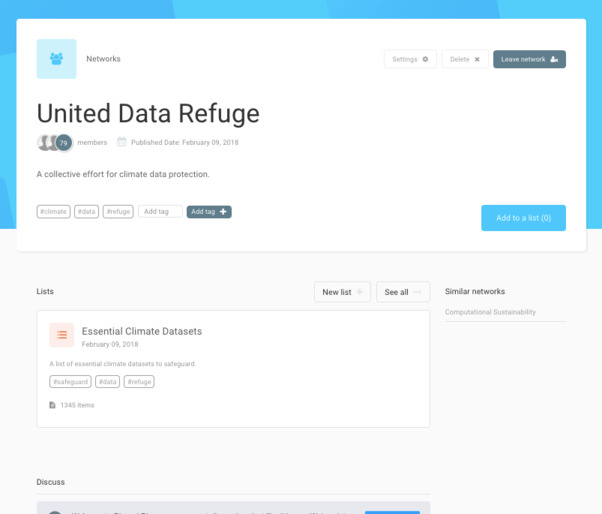 Networks
Settings
Delete
Leave network
United Data Refuge
79 members
Published Date: February 09, 2018
A collective effort for climate data protection.
#climate #data #refuge Add tag Add tag
Add to a list (0)
Lists
New list
See all
Similar networks
Computational Sustainability
Essential Climate Datasets
February 09, 2018
A list of essential climate datasets to safeguard.
#safeguard #data #refuge
1345 items
Discuss